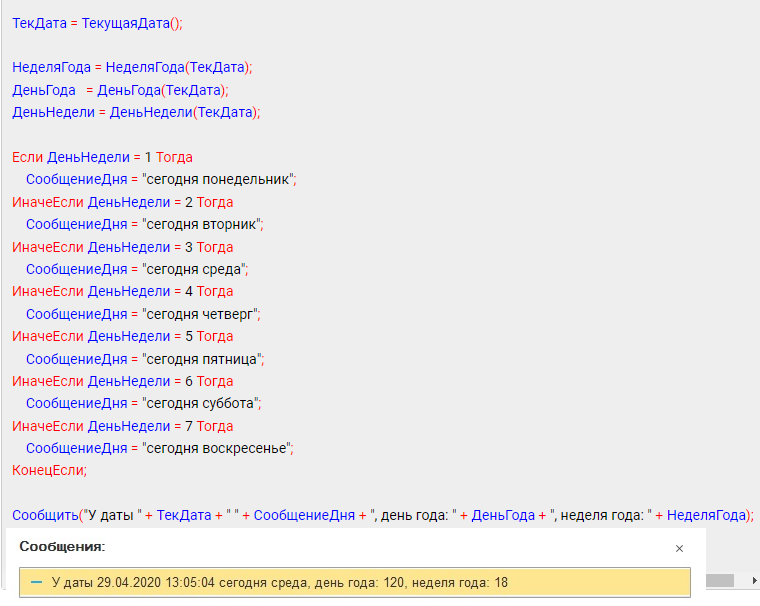 ТекДата = ТекущаяДата();
НеделяГода = НеделяГода(ТекДата);
ДеньГода   = ДеньГода(ТекДата);
ДеньНедели = ДеньНедели(ТекДата);
Если ДеньНедели = 1 Тогда
СообщениеДня = "сегодня понедельник";
ИначеЕсли ДеньНедели = 2 Тогда
СообщениеДня = "сегодня вторник";
ИначеЕсли ДеньНедели = 3 Тогда
СообщениеДня = "сегодня среда";
ИначеЕсли ДеньНедели = 4 Тогда
СообщениеДня = "сегодня четверг";
ИначеЕсли ДеньНедели = 5 Тогда
СообщениеДня = "сегодня пятница";
ИначеЕсли ДеньНедели = 6 Тогда
СообщениеДня = "сегодня суббота";
ИначеЕсли ДеньНедели = 7 Тогда
СообщениеДня = "сегодня воскресенье";
КонецЕсли;
Сообщить("У даты " + ТекДата + " " + СообщениеДня + ", день года: " + ДеньГода + ", неделя года: " + НеделяГода);
Сообщения: ×
– У даты 29.04.2020 13:05:04 сегодня среда, день года: 120, неделя года: 18